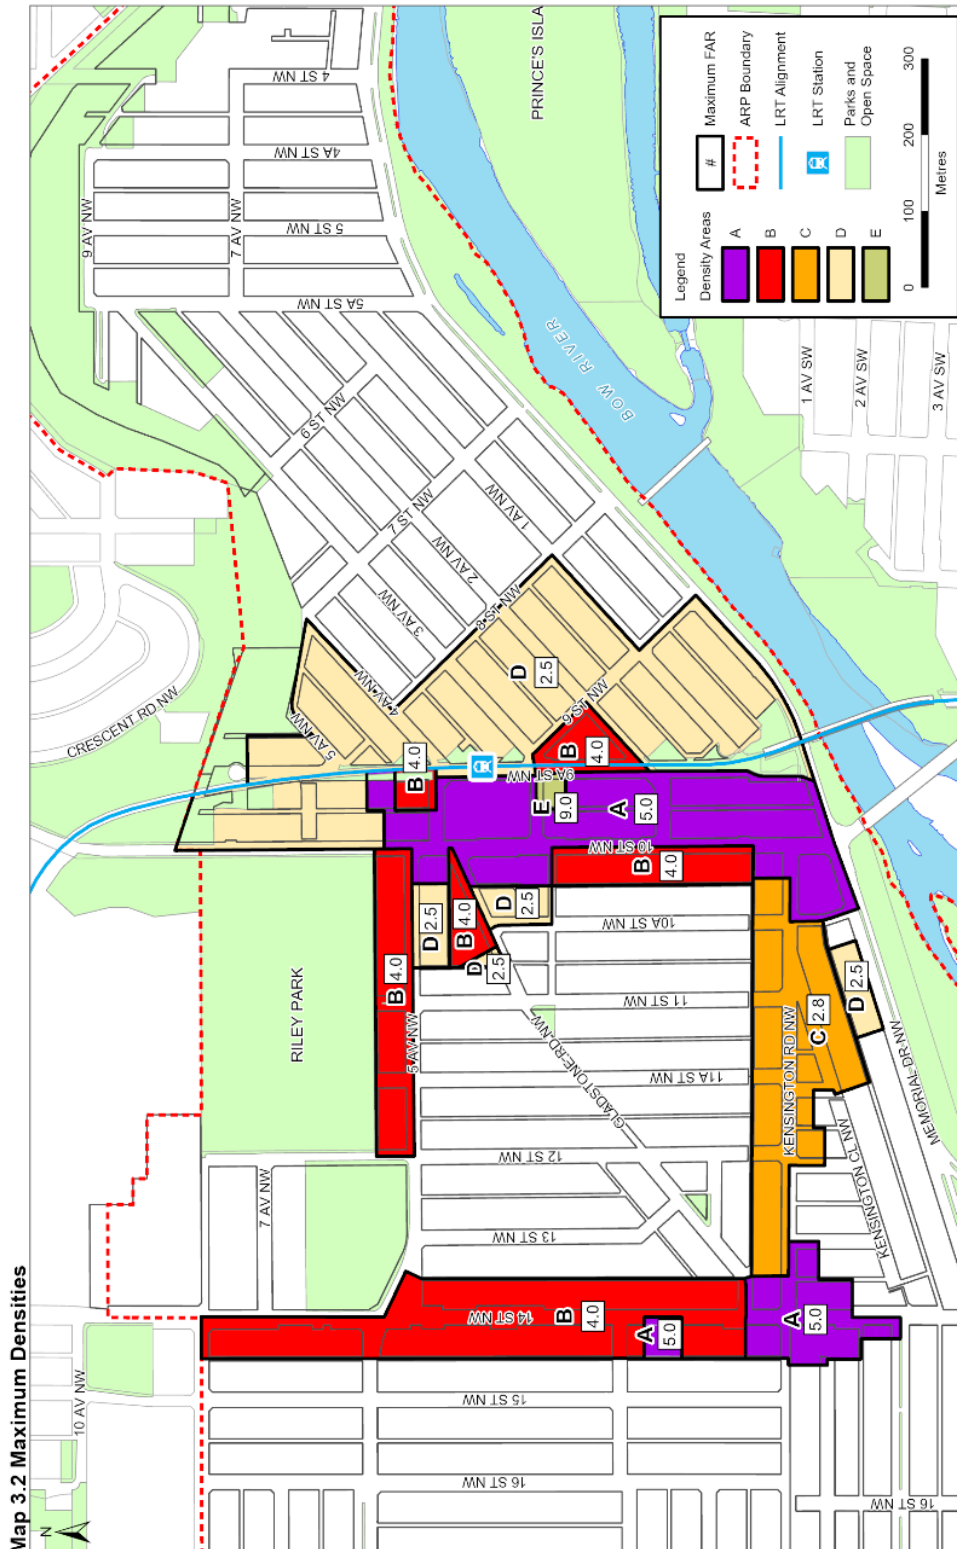 Map 3.2 Maximum Densities
N
10 AV NW
16 ST NW
16 ST NW
15 ST NW
14 ST NW
B
4.0
A
5.0
A
5.0
7 AV NW
13 ST NW
12 ST NW
KENSINGTON CL NW
RILEY PARK
5 AV NW
GLADSTONE RD NW
11A ST NW
11 ST NW
10A ST NW
KENSINGTON RD NW
C
2.8
D
2.5
MEMORIAL DR NW
B
4.0
D
2.5
B
4.0
D
2.5
D
2.5
B
4.0
10 ST NW
A
5.0
E
9.0
B
4.0
9A ST NW
B
4.0
9 ST NW
D
2.5
CRESCENT RD NW
5 AV NW
4 AV NW
8 ST NW
3 AV NW
2 AV NW
1 AV NW
7 ST NW
6 ST NW
5A ST NW
5 ST NW
4A ST NW
4 ST NW
9 AV NW
7 AV NW
BOW RIVER
PRINCE'S ISLA
1 AV SW
2 AV SW
3 AV SW
Legend
Density Areas
A
B
C
D
E
# Maximum FAR
ARP Boundary
LRT Alignment
LRT Station
Parks and
Open Space
0 100 200 300
Metres